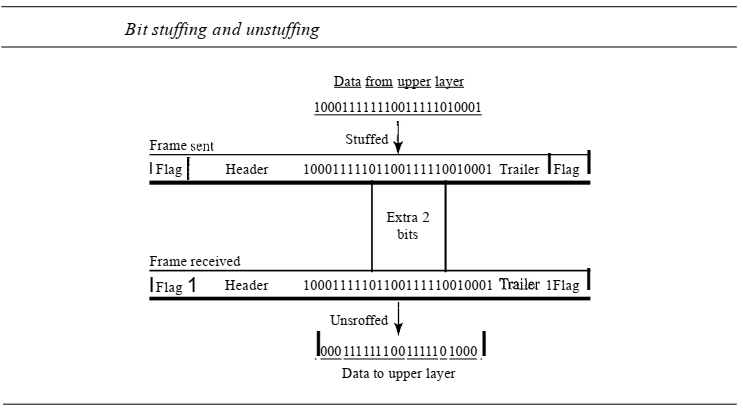 Bit stuffing and unstuffing
Data from upper layer
100011111110011111010001
Stuffed
Frame sent
Flag Header 10001111101100111110010001 Trailer Flag
Extra 2
bits
Frame received
Flag 1 Header 10001111101100111110010001 Trailer 1Flag
Unsroffed
000 111111100 11111 0 1000
Data to upper layer